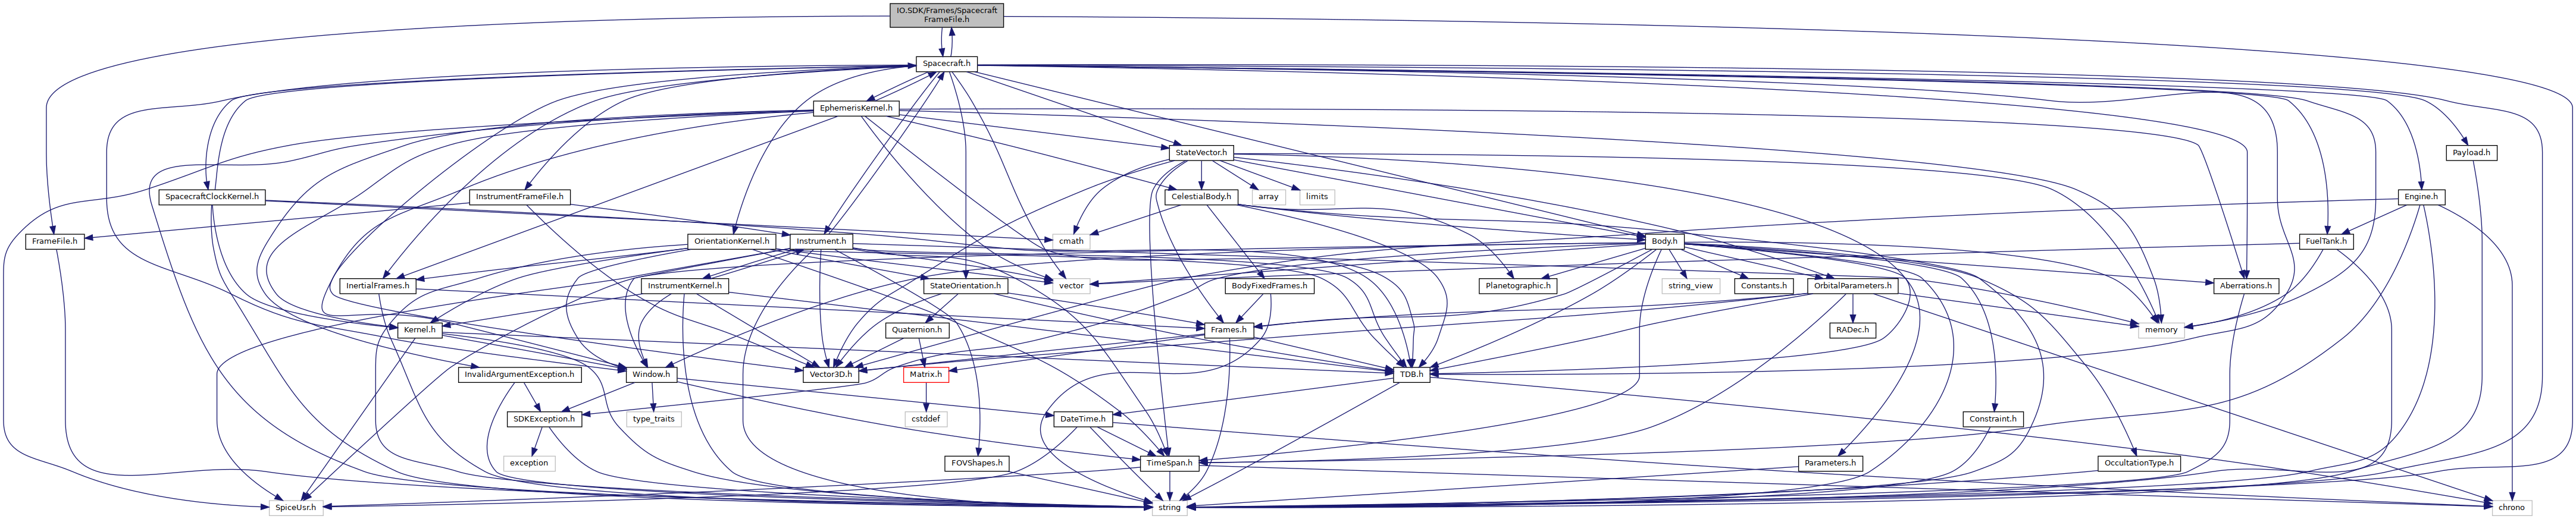 IO.SDK/Frames/Spacecraft
FrameFile.h
Spacecraft.h
EphemerisKernel.h
StateVector.h
Payload.h
SpacecraftClockKernel.h
InstrumentFrameFile.h
CelestialBody.h
array
limits
Engine.h
FrameFile.h
OrientationKernel.h
Instrument.h
cmath
Body.h
FuelTank.h
InertialFrames.h
InstrumentKernel.h
StateOrientation.h
vector
BodyFixedFrames.h
Planetographic.h
string_view
Constants.h
OrbitalParameters.h
Aberrations.h
Kernel.h
Quaternion.h
Frames.h
RADec.h
memory
InvalidArgumentException.h
Window.h
Vector3D.h
Matrix.h
TDB.h
SDKException.h
type_traits
cstddef
DateTime.h
Constraint.h
exception
FOVShapes.h
TimeSpan.h
Parameters.h
OccultationType.h
SpiceUsr.h
string
chrono